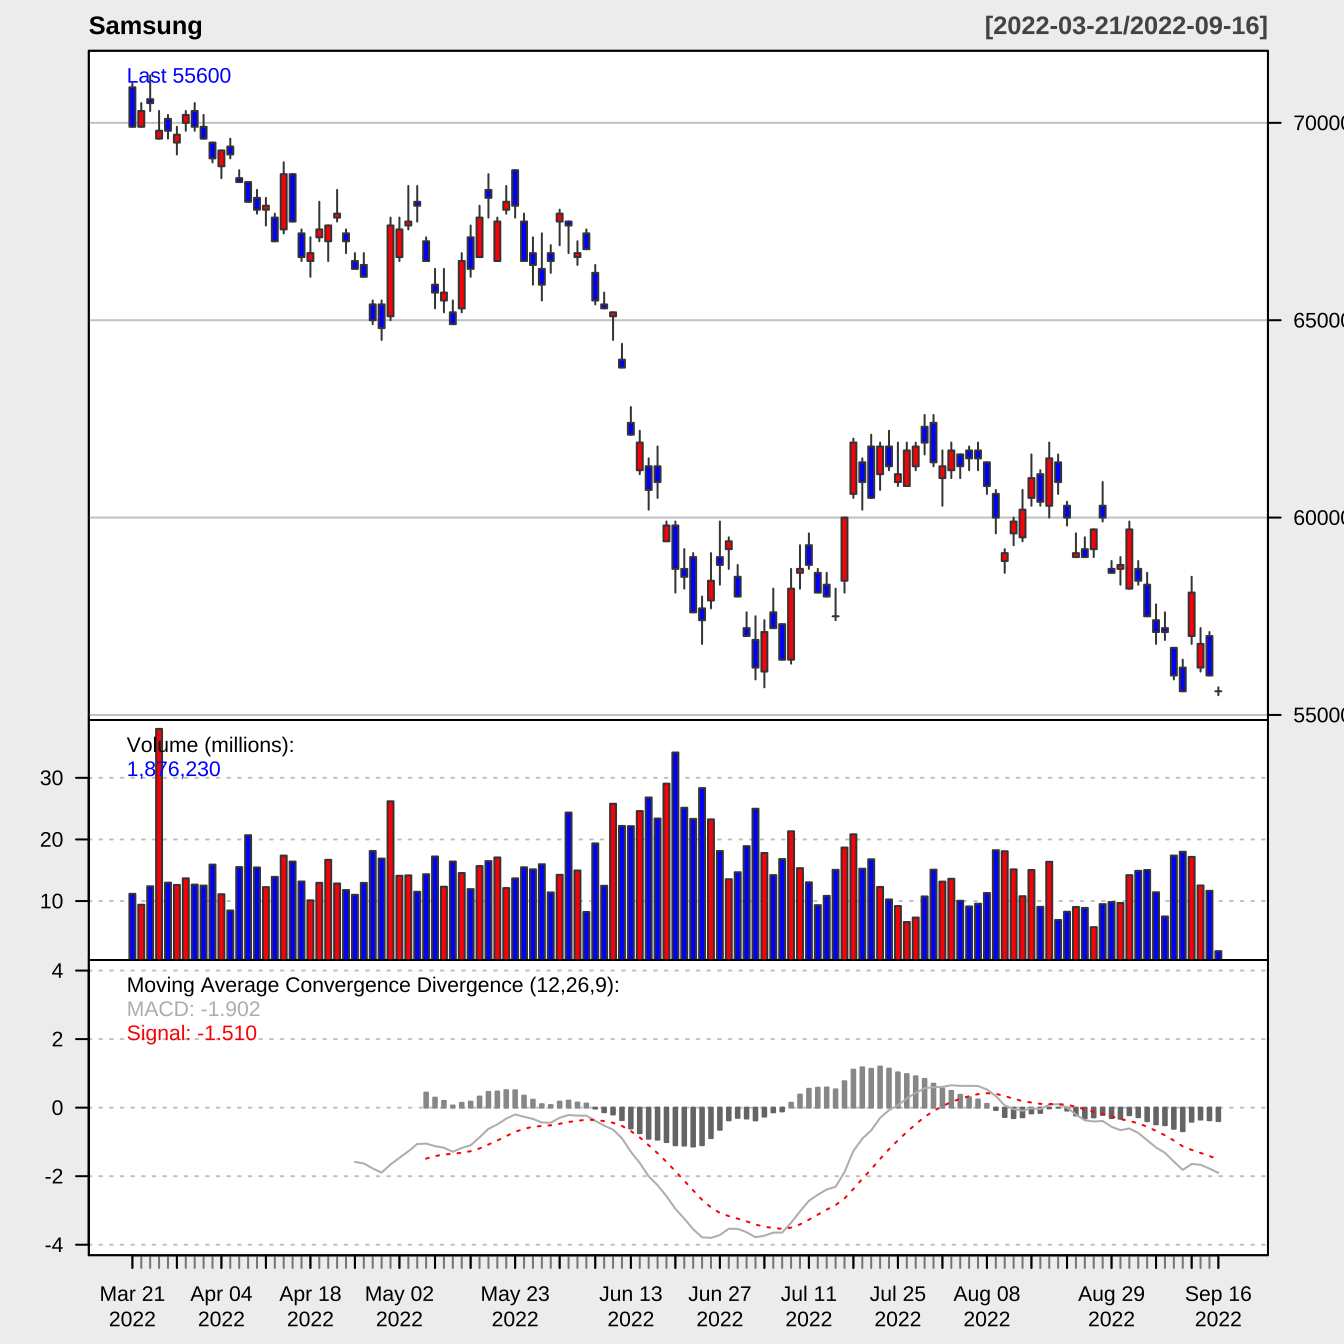 Samsung
[2022-03-21/2022-09-16]
Last 55600
70000
65000
60000
55000
Volume (millions):
1,876,230
30
20
10
Moving Average Convergence Divergence (12,26,9):
MACD: -1.902
Signal: -1.510
4
2
0
-2
-4
Mar 21 Apr 04 Apr 18 May 02 May 23 Jun 13 Jun 27 Jul 11 Jul 25 Aug 08 Aug 29 Sep 16
2022 2022 2022 2022 2022 2022 2022 2022 2022 2022 2022 2022